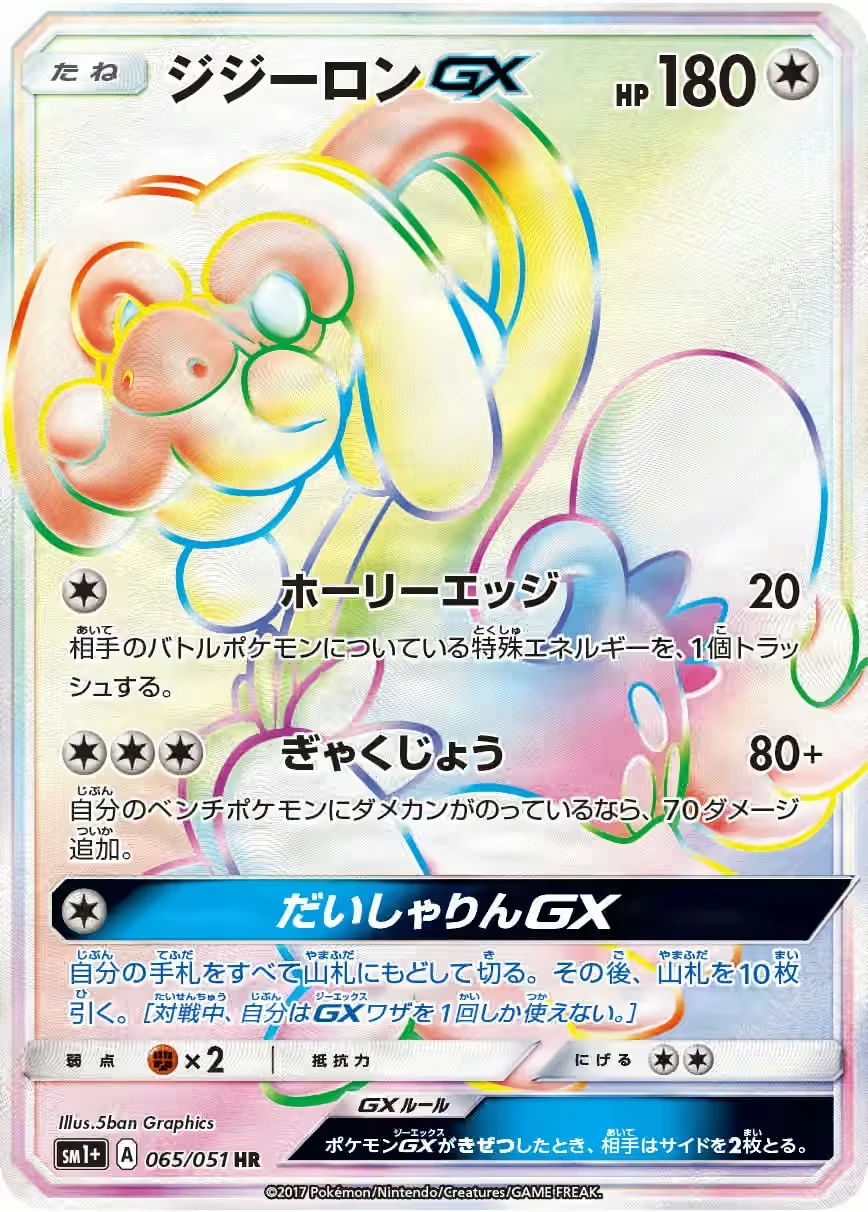 たね ジジーロンGX HP 180
ホーリーエッジ 20
相手のバトルポケモンについている特殊エネルギーを、1個トラッ
シュする。
ぎゃくじょう 80+
自分のベンチポケモンにダメカンがのっているなら、70ダメージ
追加。
だいしゃりんGX
自分の手札をすべて山札にもどして切る。その後、山札を10枚
引く。[対戦中、自分はGXワザを1回しか使えない。]
弱点 ×2 抵抗力 にげる
GXルール
ポケモンGXがきぜつしたとき、相手はサイドを2枚とる。
Illus.5ban Graphics
SM1+ A 065/051 HR
©2017 Pokémon/Nintendo/Creatures/GAME FREAK.